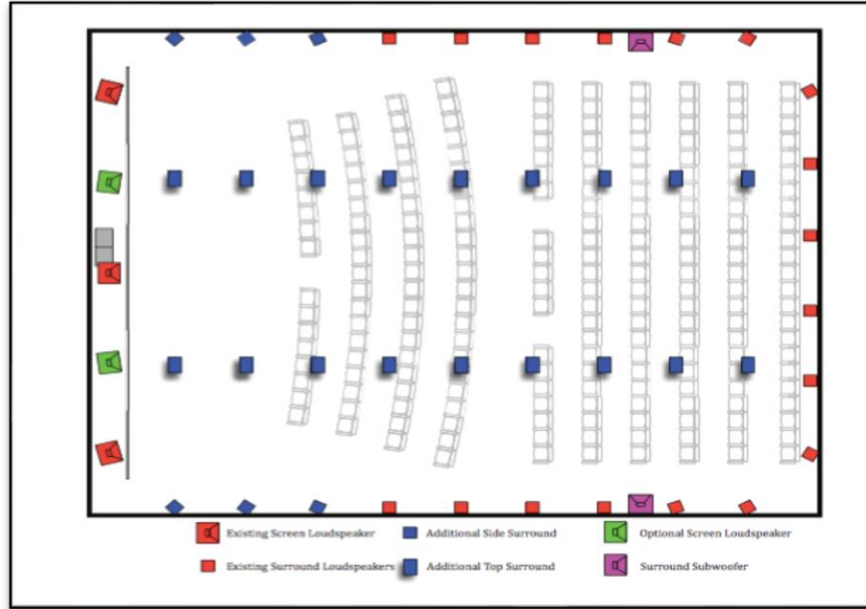 Existing Screen Loudspeaker
Additional Side Surround
Optional Screen Loudspeaker
Existing Surround Loudspeakers
Additional Top Surround
Surround Subwoofer